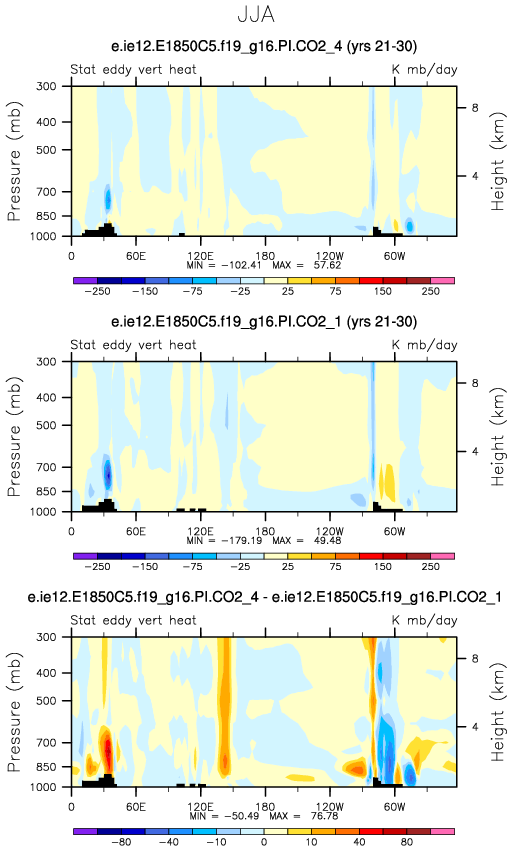 JJA
e.ie12.E1850C5.f19_g16.PI.CO2_4 (yrs 21-30)
Stat eddy vert heat K mb/day
Pressure (mb)
300
400
500
700
850
1000
8
4
Height (km)
0 60E 120E 180 120W 60W
MIN = -102.41 MAX = 57.62
-250 -150 -75 -25 25 75 150 250
e.ie12.E1850C5.f19_g16.PI.CO2_1 (yrs 21-30)
Stat eddy vert heat K mb/day
Pressure (mb)
300
400
500
700
850
1000
8
4
Height (km)
0 60E 120E 180 120W 60W
MIN = -179.19 MAX = 49.48
-250 -150 -75 -25 25 75 150 250
e.ie12.E1850C5.f19_g16.PI.CO2_4 - e.ie12.E1850C5.f19_g16.PI.CO2_1
Stat eddy vert heat K mb/day
Pressure (mb)
300
400
500
700
850
1000
8
4
Height (km)
0 60E 120E 180 120W 60W
MIN = -50.49 MAX = 76.78
-80 -40 -10 0 10 40 80